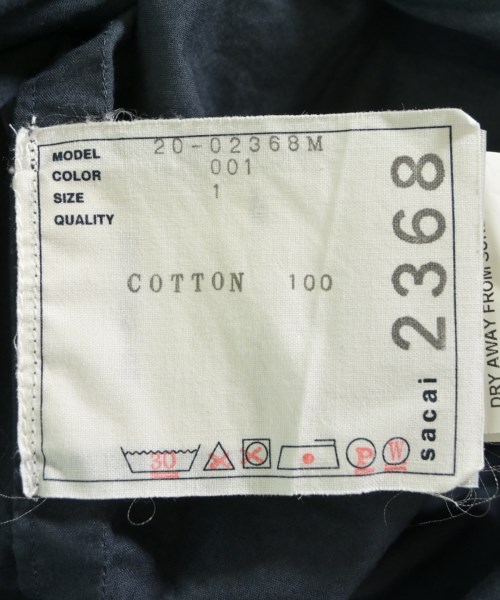 MODEL 20-02368M
COLOR 001
SIZE 1
QUALITY
COTTON 100
sacai 2368
30
P
W
DRY AWAY FROM